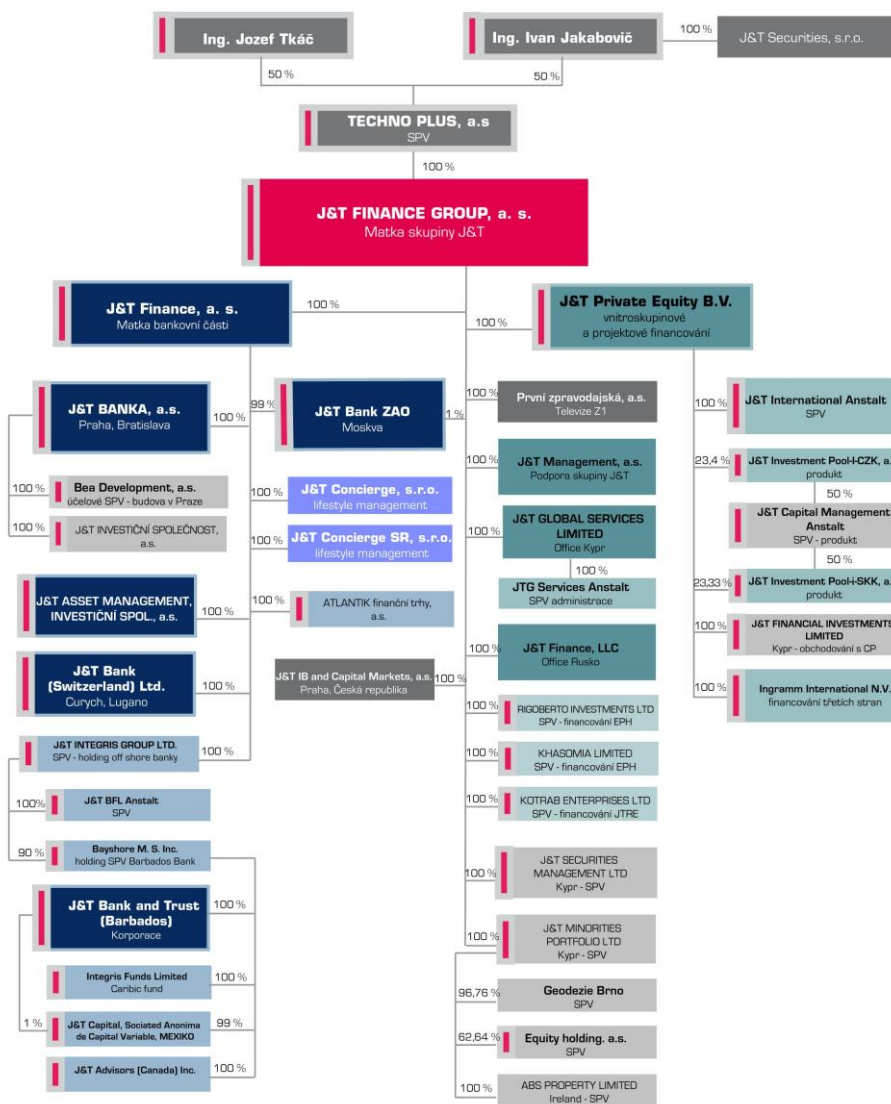 Ing. Jozef Tkáč
Ing. Ivan Jakabovič
100 %
J&T Securities, s.r.o.
50 %
50 %
TECHNO PLUS, a.s
SPV
100 %
J&T FINANCE GROUP, a. s.
Matka skupiny J&T
J&T Finance, a. s.
Matka bankovní části
100 %
J&T Private Equity B.V.
vnitroskupinové
a projektové financování
100 %
J&T BANKA, a.s.
Praha, Bratislava
100 %
99 %
J&T Bank ZAO
Moskva
1 %
100 %
Bea Development, a.s.
účelové SPV - budova v Praze
100 %
J&T INVESTIČNÍ SPOLEČNOST,
a.s.
100 %
J&T Concierge, s.r.o.
lifestyle management
100 %
J&T Concierge SR, s.r.o.
lifestyle management
J&T ASSET MANAGEMENT,
INVESTIČNÍ SPOL., a.s.
100 %
100 %
ATLANTIK finanční trhy,
a.s.
J&T Bank
(Switzerland) Ltd.
Curych, Lugano
100 %
J&T IB and Capital Markets, a.s.
Praha, Česká republika
100 %
J&T INTEGRIS GROUP LTD.
SPV - holding off shore banky
100 %
100%
J&T BFL Anstalt
SPV
90 %
Bayshore M. S. Inc.
holding SPV Barbados Bank
J&T Bank and Trust
(Barbados)
Korporace
100 %
Integris Funds Limited
Caribic fund
100 %
1 %
J&T Capital, Sociated Anonima
de Capital Variable, MEXIKO
99 %
J&T Advisors (Canada) Inc.
100 %
100 %
První zpravodajská, a.s.
Televize Z1
100 %
J&T Management, a.s.
Podpora skupiny J&T
100 %
J&T GLOBAL SERVICES
LIMITED
Office Kypr
100 %
JTG Services Anstalt
SPV administrace
J&T Finance, LLC
Office Rusko
100 %
RIGOBERTO INVESTMENTS LTD
SPV - financování EPH
100 %
KHASOMIA LIMITED
SPV - financování EPH
100 %
KOTRAB ENTERPRISES LTD
SPV - financování JTRE
100 %
J&T SECURITIES
MANAGEMENT LTD
Kypr - SPV
100 %
J&T MINORITIES
PORTFOLIO LTD
Kypr - SPV
96,76 %
Geodezie Brno
SPV
62,64 %
Equity holding. a.s.
SPV
100 %
ABS PROPERTY LIMITED
Ireland - SPV
100 %
J&T International Anstalt
SPV
23,4 %
J&T Investment Pool-I-CZK, a.
produkt
50 %
J&T Capital Management
Anstalt
SPV - produkt
50 %
23,33 %
J&T Investment Pool-i-SKK, a.
produkt
100 %
J&T FINANCIAL INVESTMENTS
LIMITED
Kypr - obchodování s CP
100 %
Ingramm International N.V.
financování třetích stran